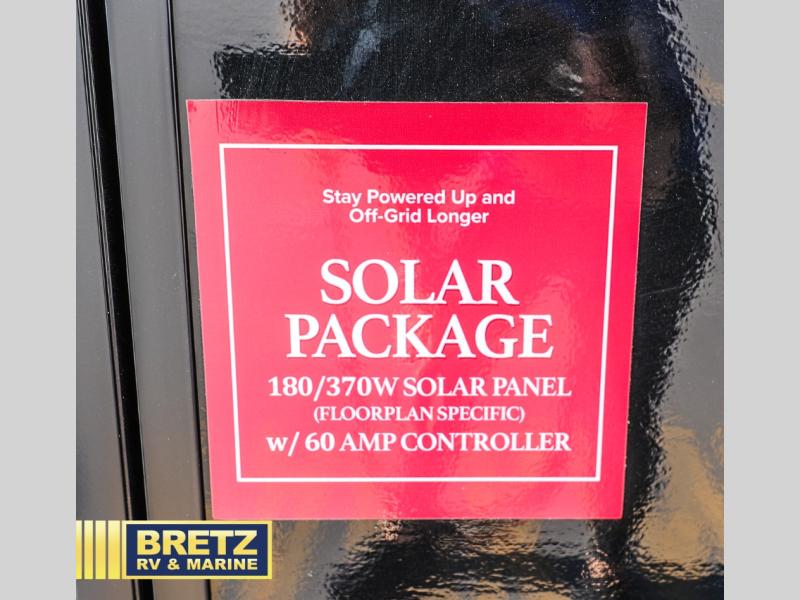 Stay Powered Up and
Off-Grid Longer
SOLAR
PACKAGE
180/370W SOLAR PANEL
(FLOORPLAN SPECIFIC)
w/ 60 AMP CONTROLLER
BRETZ
RV & MARINE